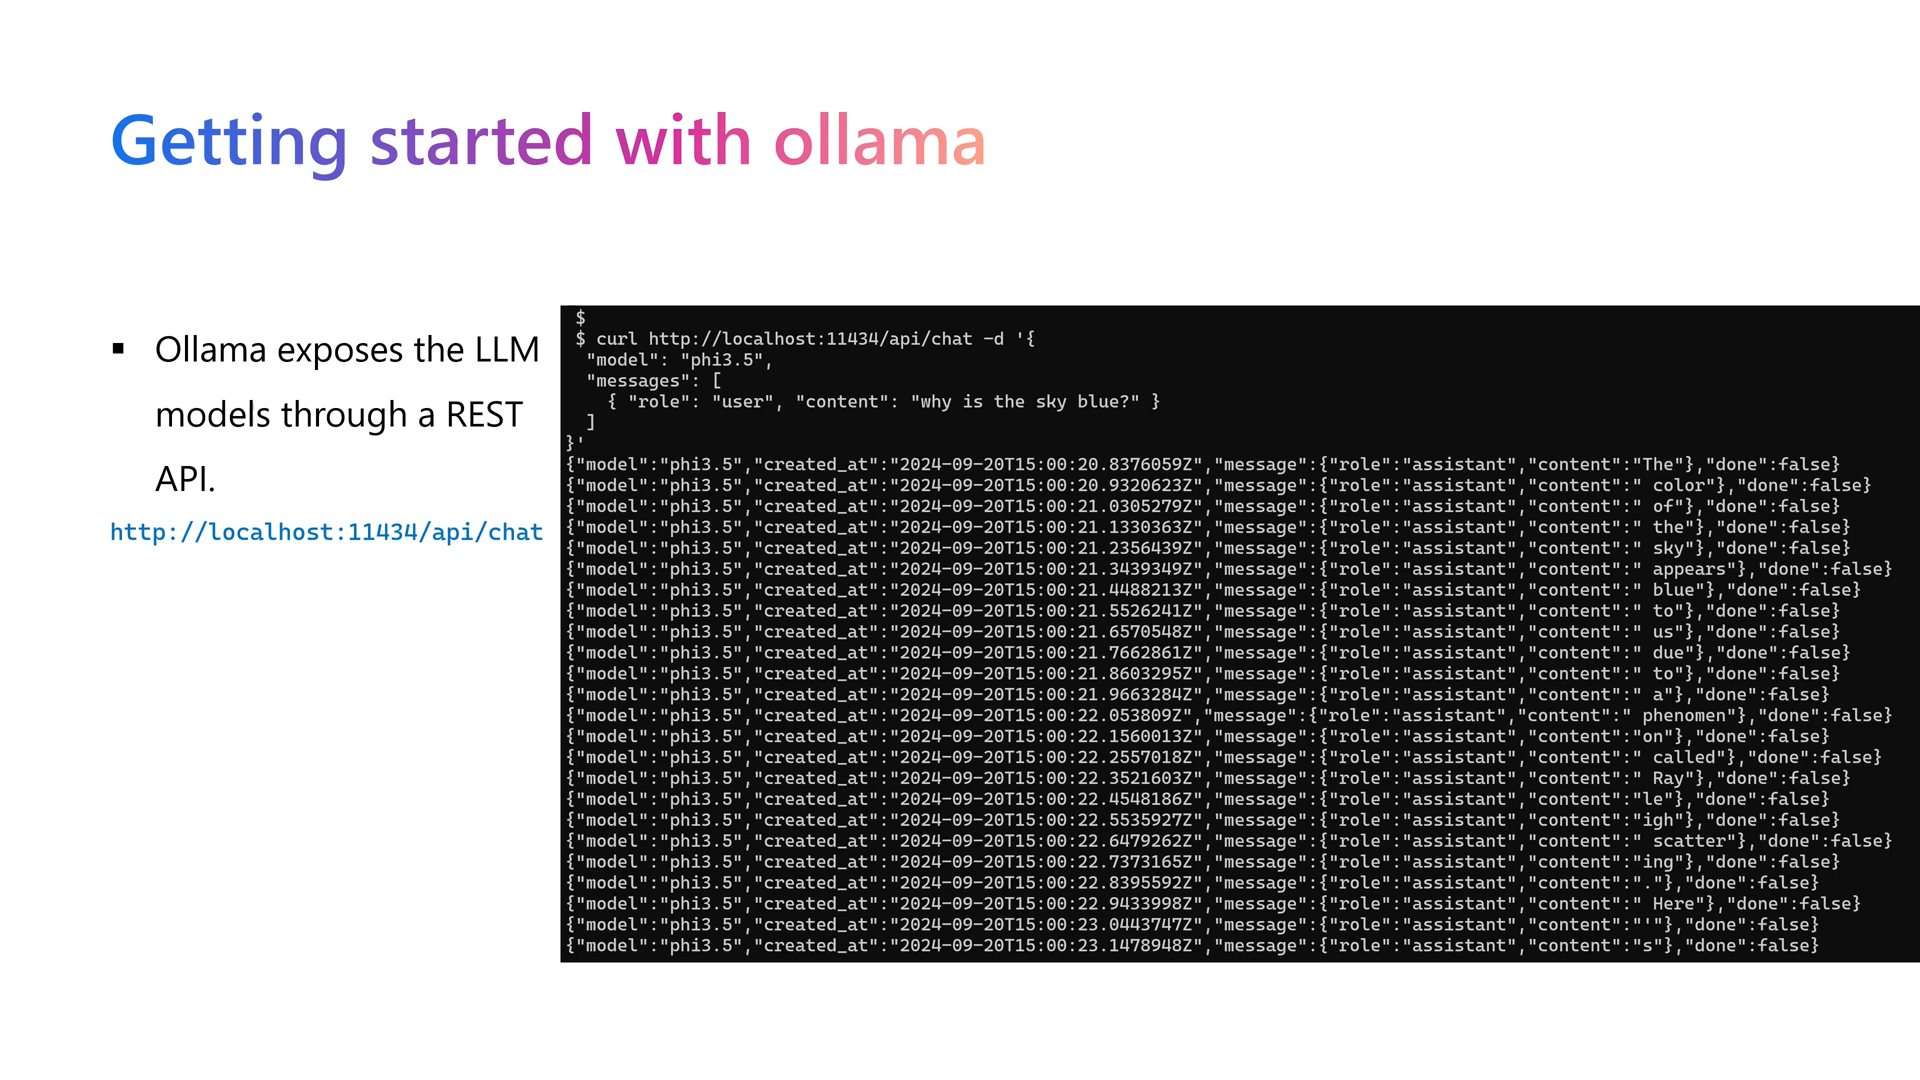 Getting started with ollama
▪ Ollama exposes the LLM
models through a REST
API.
http://localhost:11434/api/chat
$
$ curl http://localhost:11434/api/chat -d '{
  "model": "phi3.5",
  "messages": [
    { "role": "user", "content": "why is the sky blue?" }
  ]
}'
{"model":"phi3.5","created_at":"2024-09-20T15:00:20.8376059Z","message":{"role":"assistant","content":"The"},"done":false}
{"model":"phi3.5","created_at":"2024-09-20T15:00:20.9320623Z","message":{"role":"assistant","content":" color"},"done":false}
{"model":"phi3.5","created_at":"2024-09-20T15:00:21.0305279Z","message":{"role":"assistant","content":" of"},"done":false}
{"model":"phi3.5","created_at":"2024-09-20T15:00:21.1330363Z","message":{"role":"assistant","content":" the"},"done":false}
{"model":"phi3.5","created_at":"2024-09-20T15:00:21.2356439Z","message":{"role":"assistant","content":" sky"},"done":false}
{"model":"phi3.5","created_at":"2024-09-20T15:00:21.3439349Z","message":{"role":"assistant","content":" appears"},"done":false}
{"model":"phi3.5","created_at":"2024-09-20T15:00:21.4488213Z","message":{"role":"assistant","content":" blue"},"done":false}
{"model":"phi3.5","created_at":"2024-09-20T15:00:21.5526241Z","message":{"role":"assistant","content":" to"},"done":false}
{"model":"phi3.5","created_at":"2024-09-20T15:00:21.6570548Z","message":{"role":"assistant","content":" us"},"done":false}
{"model":"phi3.5","created_at":"2024-09-20T15:00:21.7662861Z","message":{"role":"assistant","content":" due"},"done":false}
{"model":"phi3.5","created_at":"2024-09-20T15:00:21.8603295Z","message":{"role":"assistant","content":" to"},"done":false}
{"model":"phi3.5","created_at":"2024-09-20T15:00:21.9663284Z","message":{"role":"assistant","content":" a"},"done":false}
{"model":"phi3.5","created_at":"2024-09-20T15:00:22.053809Z","message":{"role":"assistant","content":" phenomen"},"done":false}
{"model":"phi3.5","created_at":"2024-09-20T15:00:22.1560013Z","message":{"role":"assistant","content":"on"},"done":false}
{"model":"phi3.5","created_at":"2024-09-20T15:00:22.2557018Z","message":{"role":"assistant","content":" called"},"done":false}
{"model":"phi3.5","created_at":"2024-09-20T15:00:22.3521603Z","message":{"role":"assistant","content":" Ray"},"done":false}
{"model":"phi3.5","created_at":"2024-09-20T15:00:22.4548186Z","message":{"role":"assistant","content":"le"},"done":false}
{"model":"phi3.5","created_at":"2024-09-20T15:00:22.5535927Z","message":{"role":"assistant","content":"igh"},"done":false}
{"model":"phi3.5","created_at":"2024-09-20T15:00:22.6479262Z","message":{"role":"assistant","content":" scatter"},"done":false}
{"model":"phi3.5","created_at":"2024-09-20T15:00:22.7373165Z","message":{"role":"assistant","content":"ing"},"done":false}
{"model":"phi3.5","created_at":"2024-09-20T15:00:22.8395592Z","message":{"role":"assistant","content":"."},"done":false}
{"model":"phi3.5","created_at":"2024-09-20T15:00:22.9433998Z","message":{"role":"assistant","content":" Here"},"done":false}
{"model":"phi3.5","created_at":"2024-09-20T15:00:23.0443747Z","message":{"role":"assistant","content":"'"},"done":false}
{"model":"phi3.5","created_at":"2024-09-20T15:00:23.1478948Z","message":{"role":"assistant","content":"s"},"done":false}